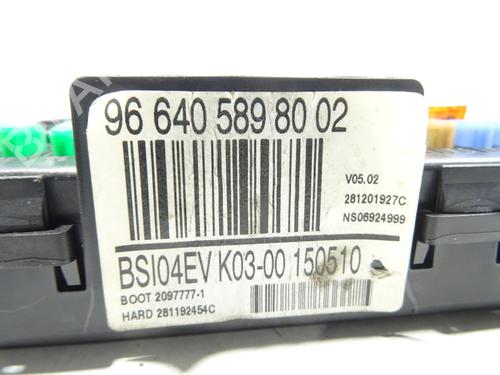 96 640 589 80 02
V05.02
281201927C
NS06924999
BSI04EV K03-00 150510
BOOT 2097777-1
HARD 281192454C